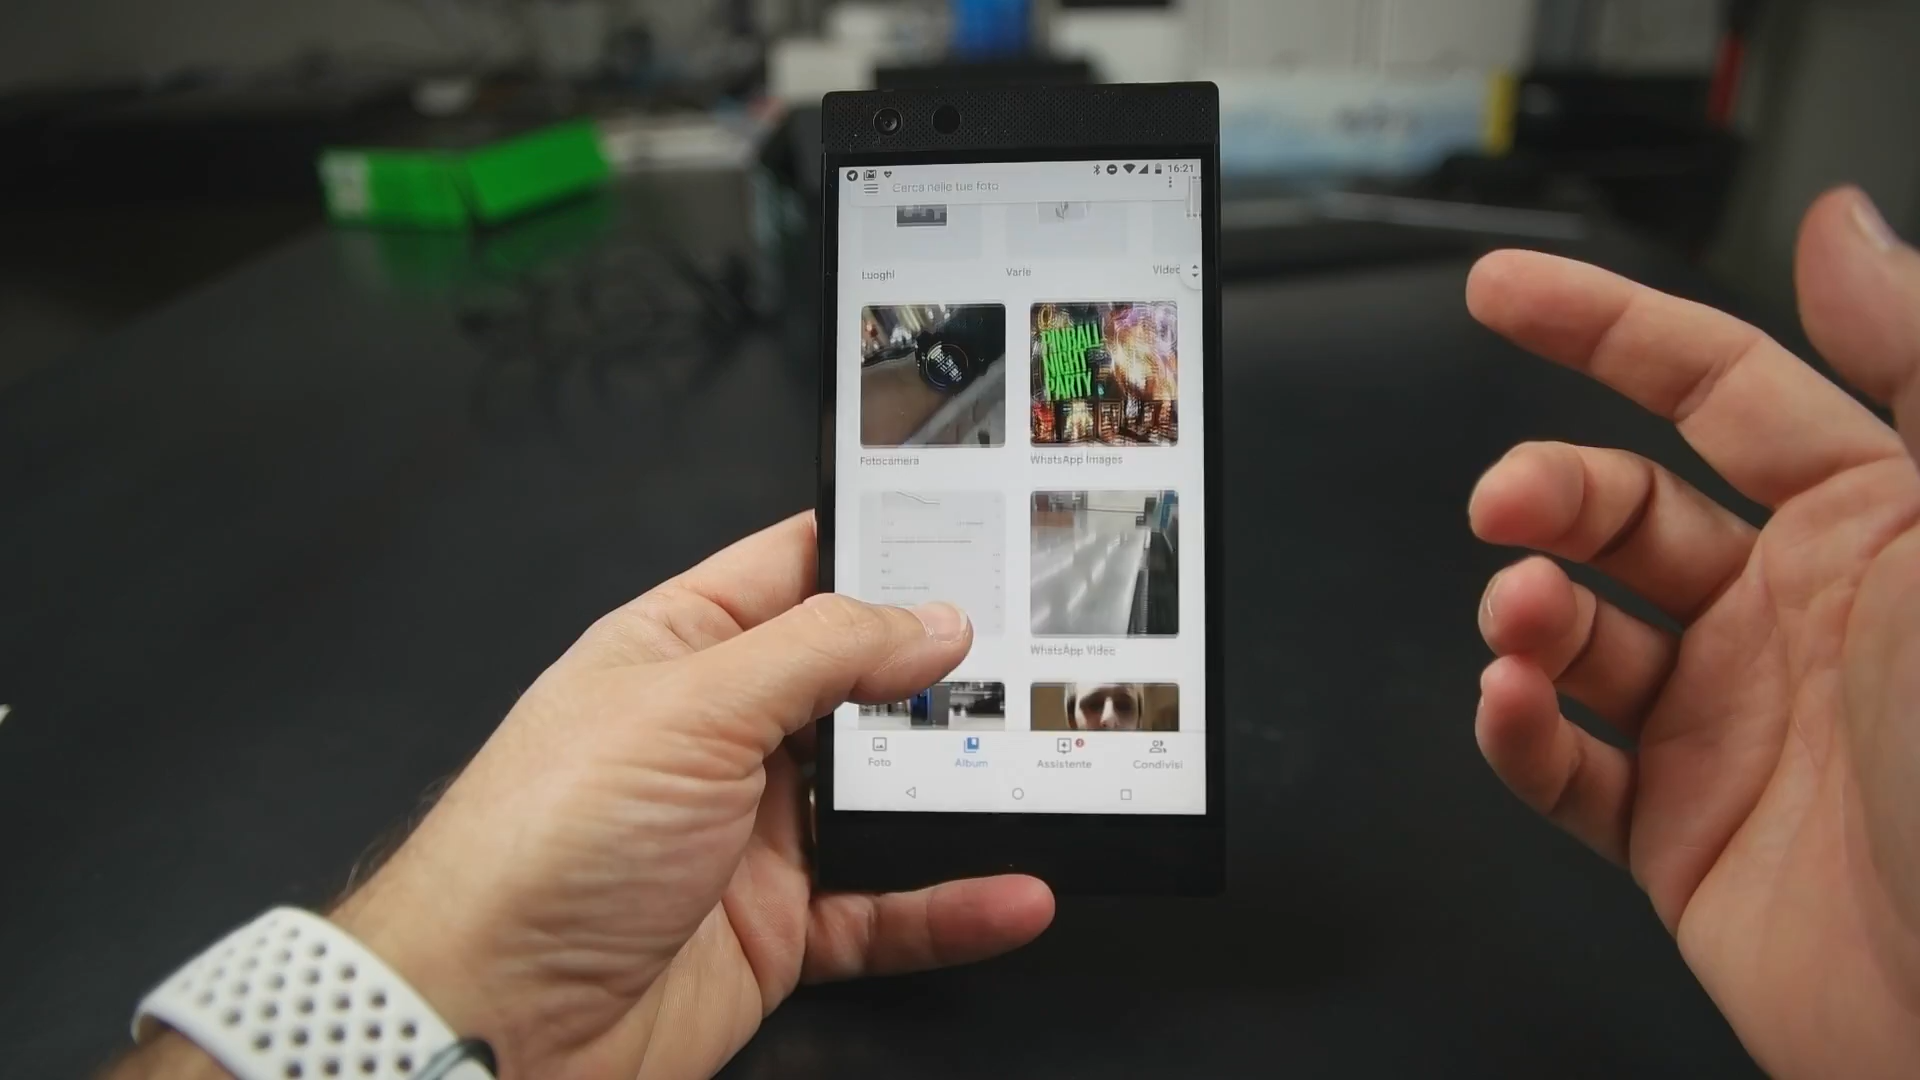 16:21
Cerca nelle tue foto
Luoghi
Varie
Video
PINBALL
NIGHT
PARTY
Fotocamera
WhatsApp Images
WhatsApp Video
Foto
Album
Assistente
Condivisi